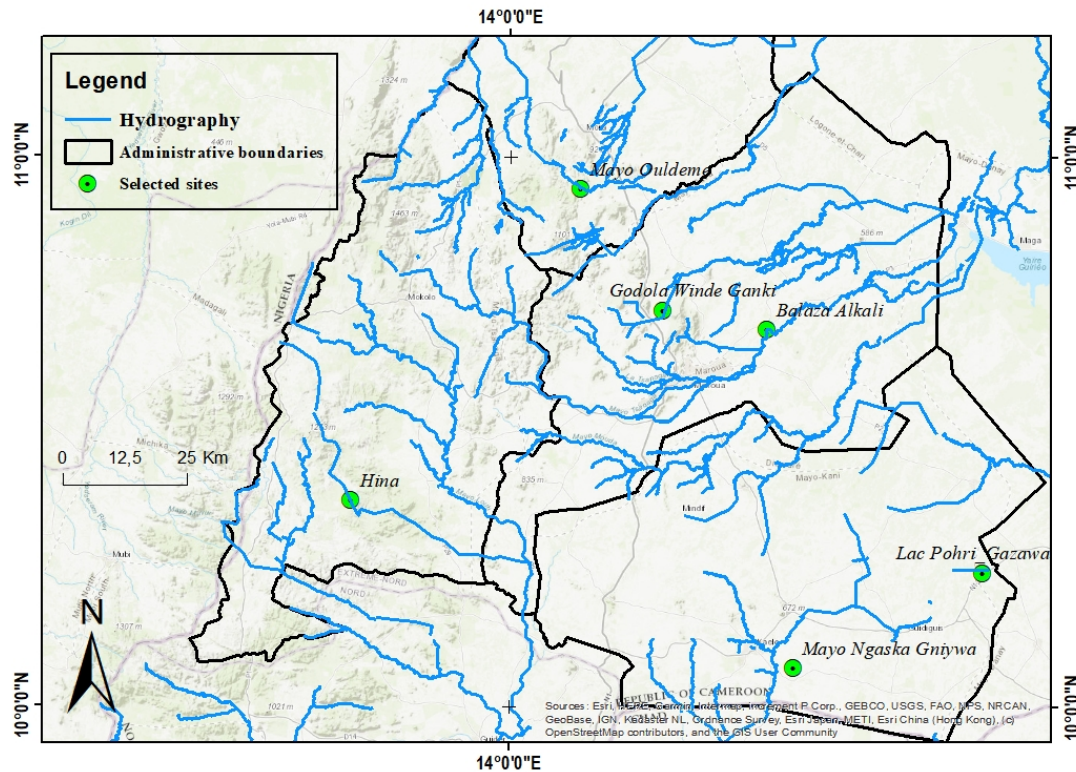 14°0'0"E
Legend
Hydrography
Administrative boundaries
Selected sites
11°0'0"N
11°0'0"N
1324 m
446 m
Logone-et-Chari
Mayo-Danay
Mayo Ouldeme
1463 m
586 m
Maga
NIGERIA
Madagali
Mokolo
Godola Winde Ganki
Balaza Alkali
Maroua
1292 m
Michika
0 12,5 25 Km
835 m
Mayo-Kani
Hina
Mindif
Mubi
Lac Pohri Gazawa
EXTREME-NORD
NORD
N
1307 m
672 m
Mayo Ngaska Gniywa
10°0'0"N
10°0'0"N
1021 m
REPUBLIC OF CAMEROON
Sources: Esri, HERE, Garmin, Intermap, increment P Corp., GEBCO, USGS, FAO, NPS, NRCAN,
GeoBase, IGN, Kadaster NL, Ordnance Survey, Esri Japan, METI, Esri China (Hong Kong), (c)
OpenStreetMap contributors, and the GIS User Community
14°0'0"E